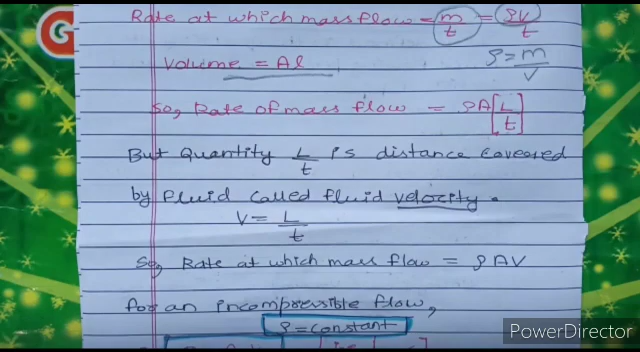 G
Rate at which mass flow = m/t = ρV/t
Volume = Al
ρ = m/V
So, Rate of mass flow = ρA[L/t]
But Quantity L/t is distance coveared
by fluid called fluid velocity.
V = L/t
So, Rate at which mass flow = ρAV
for an incompressible flow,
ρ = constant
PowerDirector